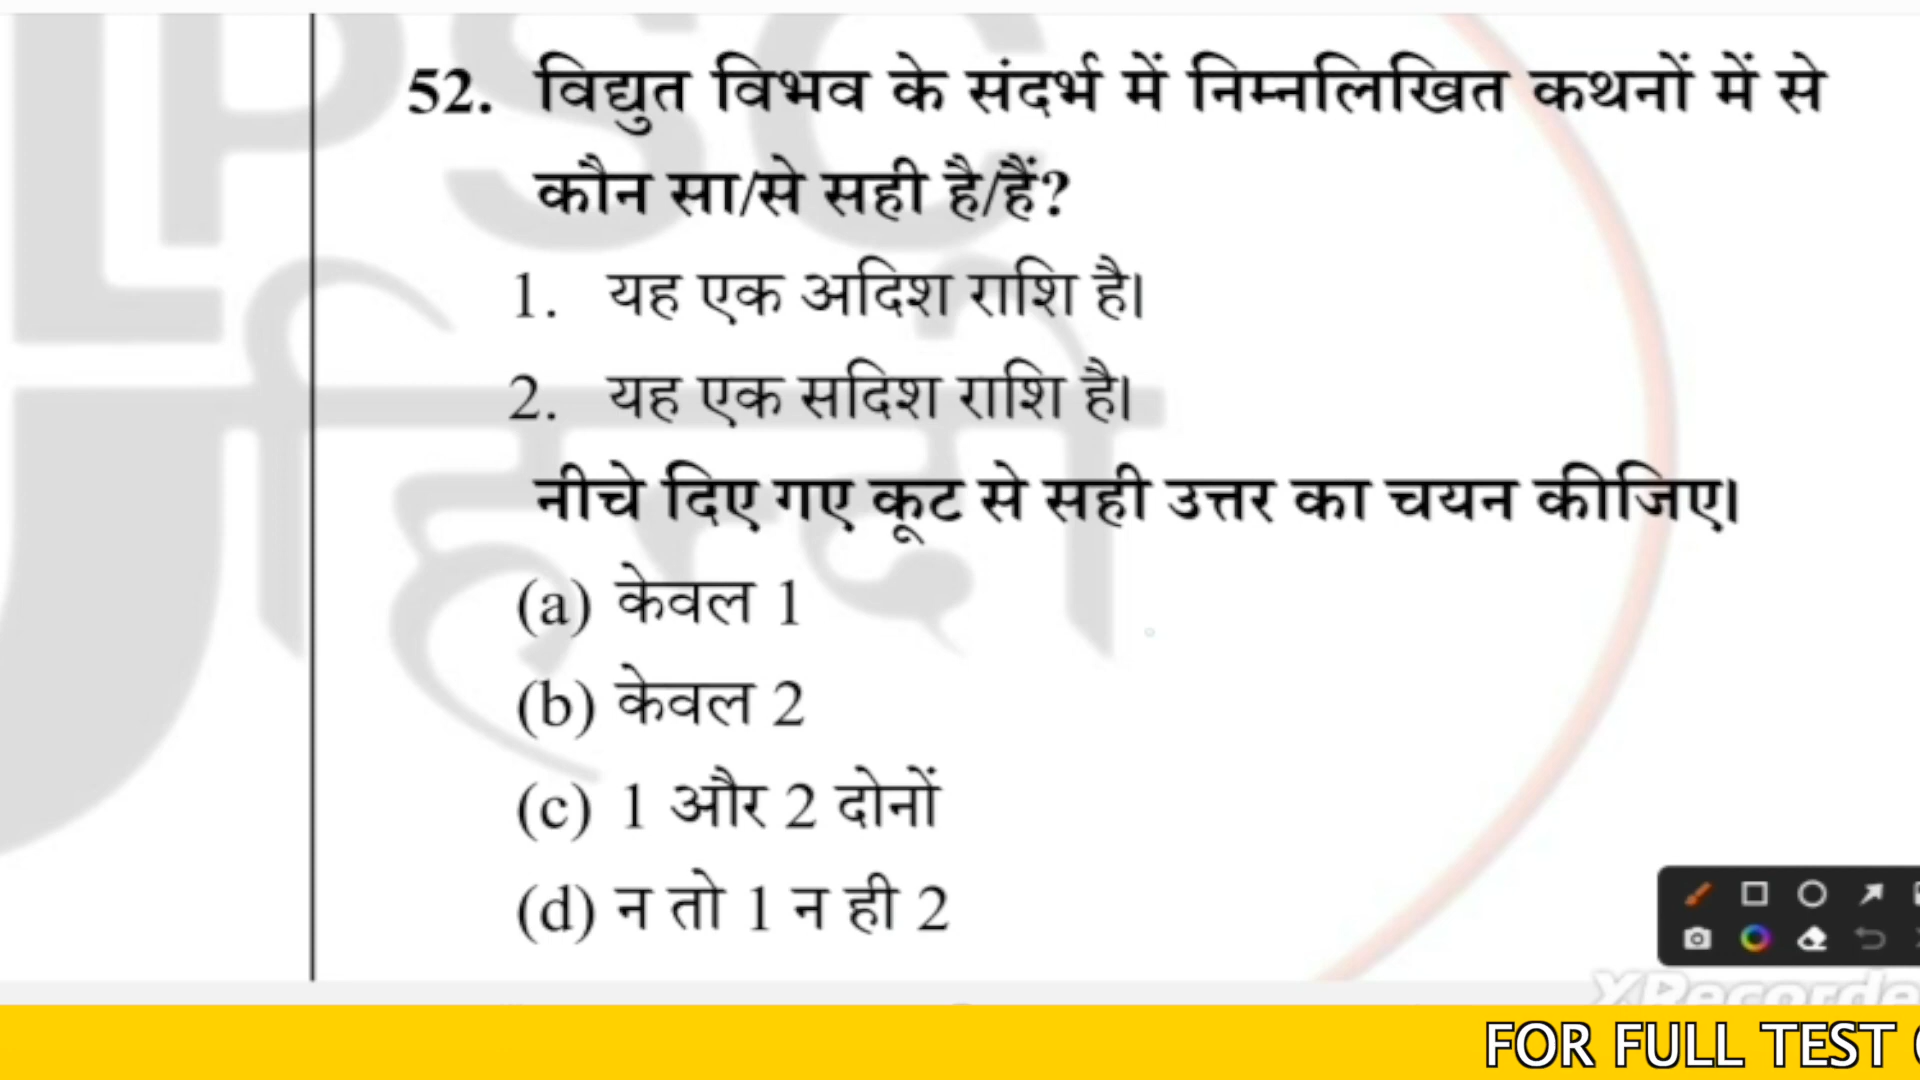 52. विद्युत विभव के संदर्भ में निम्नलिखित कथनों में से
कौन सा/से सही है/हैं?
1. यह एक अदिश राशि है।
2. यह एक सदिश राशि है।
नीचे दिए गए कूट से सही उत्तर का चयन कीजिए।
(a) केवल 1
(b) केवल 2
(c) 1 और 2 दोनों
(d) न तो 1 न ही 2
FOR FULL TEST